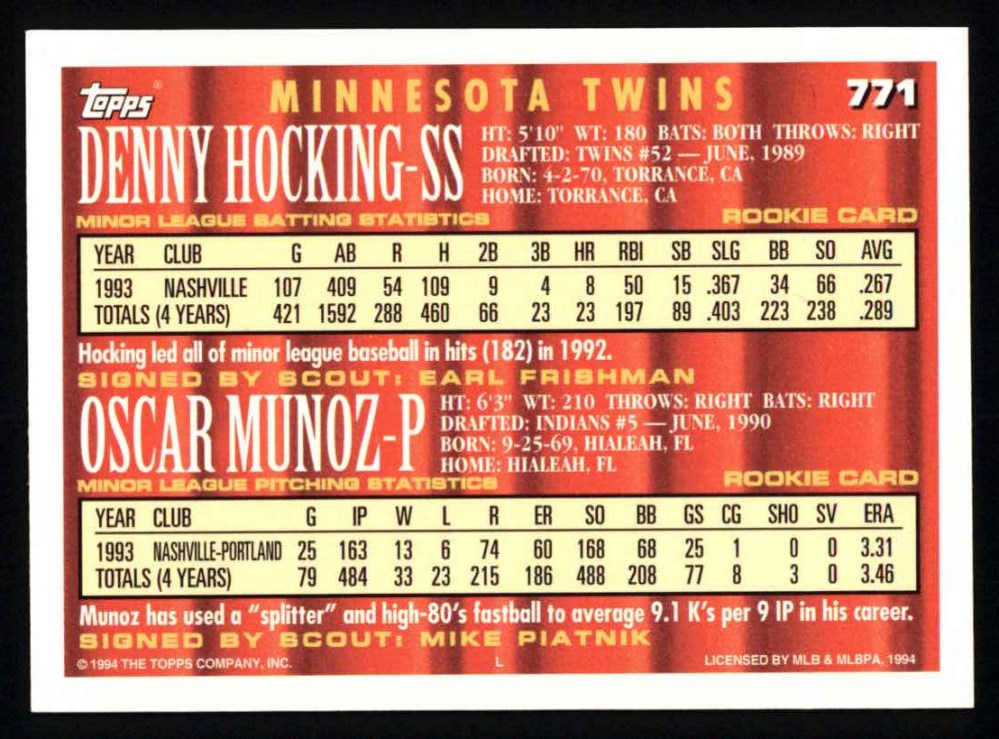 Topps® MINNESOTA TWINS 771
DENNY HOCKING-SS
HT: 5'10" WT: 180 BATS: BOTH THROWS: RIGHT
DRAFTED: TWINS #52 — JUNE, 1989
BORN: 4-2-70, TORRANCE, CA
HOME: TORRANCE, CA
MINOR LEAGUE BATTING STATISTICS ROOKIE CARD
YEAR CLUB G AB R H 2B 3B HR RBI SB SLG BB SO AVG
1993 NASHVILLE 107 409 54 109 9 4 8 50 15 .367 34 66 .267
TOTALS (4 YEARS) 421 1592 288 460 66 23 23 197 89 .403 223 238 .289
Hocking led all of minor league baseball in hits (182) in 1992.
SIGNED BY SCOUT: EARL FRISHMAN
OSCAR MUNOZ-P
HT: 6'3" WT: 210 THROWS: RIGHT BATS: RIGHT
DRAFTED: INDIANS #5 — JUNE, 1990
BORN: 9-25-69, HIALEAH, FL
HOME: HIALEAH, FL
MINOR LEAGUE PITCHING STATISTICS ROOKIE CARD
YEAR CLUB G IP W L R ER SO BB GS CG SHO SV ERA
1993 NASHVILLE-PORTLAND 25 163 13 6 74 60 168 68 25 1 0 0 3.31
TOTALS (4 YEARS) 79 484 33 23 215 186 488 208 77 8 3 0 3.46
Munoz has used a "splitter" and high-80's fastball to average 9.1 K's per 9 IP in his career.
SIGNED BY SCOUT: MIKE PIATNIK
© 1994 THE TOPPS COMPANY, INC. L LICENSED BY MLB & MLBPA, 1994